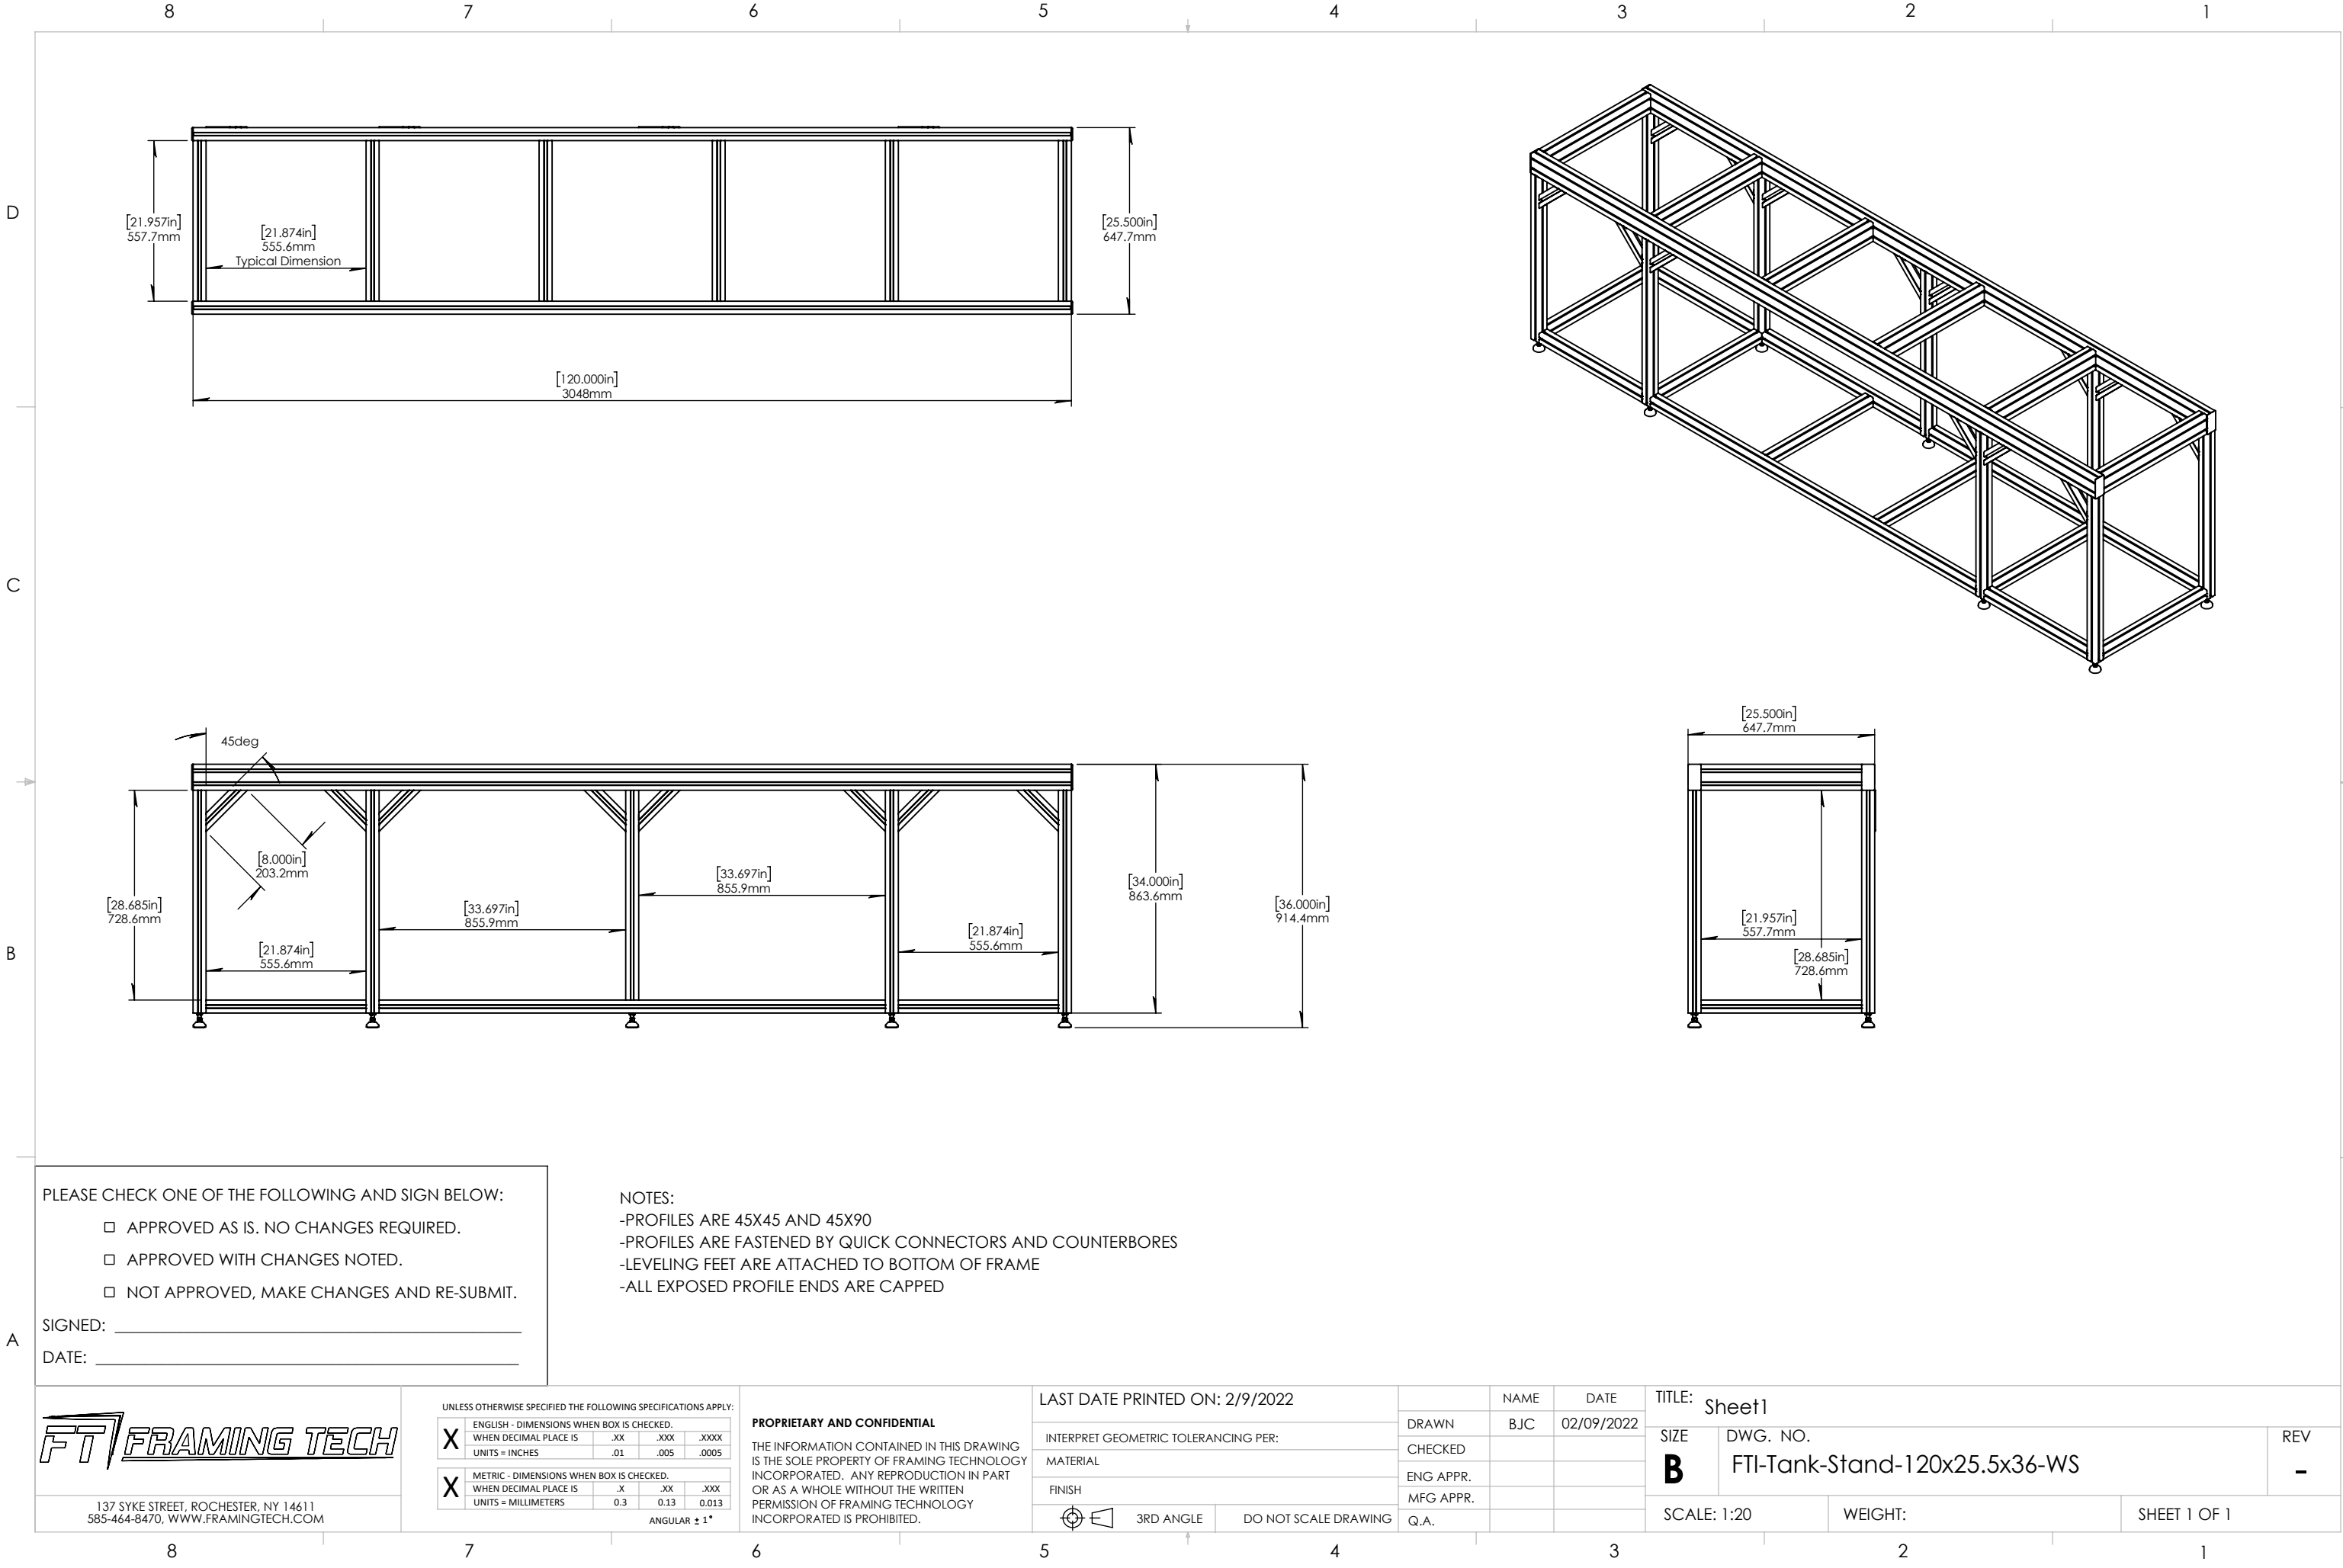 8 7 6 5 4 3 2 1
D
C
B
A
[21.957in]
557.7mm
[21.874in]
555.6mm
Typical Dimension
[25.500in]
647.7mm
[120.000in]
3048mm
45deg
[8.000in]
203.2mm
[28.685in]
728.6mm
[21.874in]
555.6mm
[33.697in]
855.9mm
[33.697in]
855.9mm
[21.874in]
555.6mm
[34.000in]
863.6mm
[36.000in]
914.4mm
[25.500in]
647.7mm
[21.957in]
557.7mm
[28.685in]
728.6mm
PLEASE CHECK ONE OF THE FOLLOWING AND SIGN BELOW:
APPROVED AS IS. NO CHANGES REQUIRED.
APPROVED WITH CHANGES NOTED.
NOT APPROVED, MAKE CHANGES AND RE-SUBMIT.
SIGNED:
DATE:
NOTES:
-PROFILES ARE 45X45 AND 45X90
-PROFILES ARE FASTENED BY QUICK CONNECTORS AND COUNTERBORES
-LEVELING FEET ARE ATTACHED TO BOTTOM OF FRAME
-ALL EXPOSED PROFILE ENDS ARE CAPPED
FT FRAMING TECH
137 SYKE STREET, ROCHESTER, NY 14611
585-464-8470, WWW.FRAMINGTECH.COM
UNLESS OTHERWISE SPECIFIED THE FOLLOWING SPECIFICATIONS APPLY:
X
ENGLISH - DIMENSIONS WHEN BOX IS CHECKED.
WHEN DECIMAL PLACE IS .XX .XXX .XXXX
UNITS = INCHES .01 .005 .0005
X
METRIC - DIMENSIONS WHEN BOX IS CHECKED.
WHEN DECIMAL PLACE IS .X .XX .XXX
UNITS = MILLIMETERS 0.3 0.13 0.013
ANGULAR ± 1°
PROPRIETARY AND CONFIDENTIAL
THE INFORMATION CONTAINED IN THIS DRAWING
IS THE SOLE PROPERTY OF FRAMING TECHNOLOGY
INCORPORATED. ANY REPRODUCTION IN PART
OR AS A WHOLE WITHOUT THE WRITTEN
PERMISSION OF FRAMING TECHNOLOGY
INCORPORATED IS PROHIBITED.
LAST DATE PRINTED ON: 2/9/2022
INTERPRET GEOMETRIC TOLERANCING PER:
MATERIAL
FINISH
3RD ANGLE
DO NOT SCALE DRAWING
NAME DATE
DRAWN BJC 02/09/2022
CHECKED
ENG APPR.
MFG APPR.
Q.A.
TITLE: Sheet1
SIZE DWG. NO. REV
B FTI-Tank-Stand-120x25.5x36-WS -
SCALE: 1:20 WEIGHT: SHEET 1 OF 1
8 7 6 5 4 3 2 1